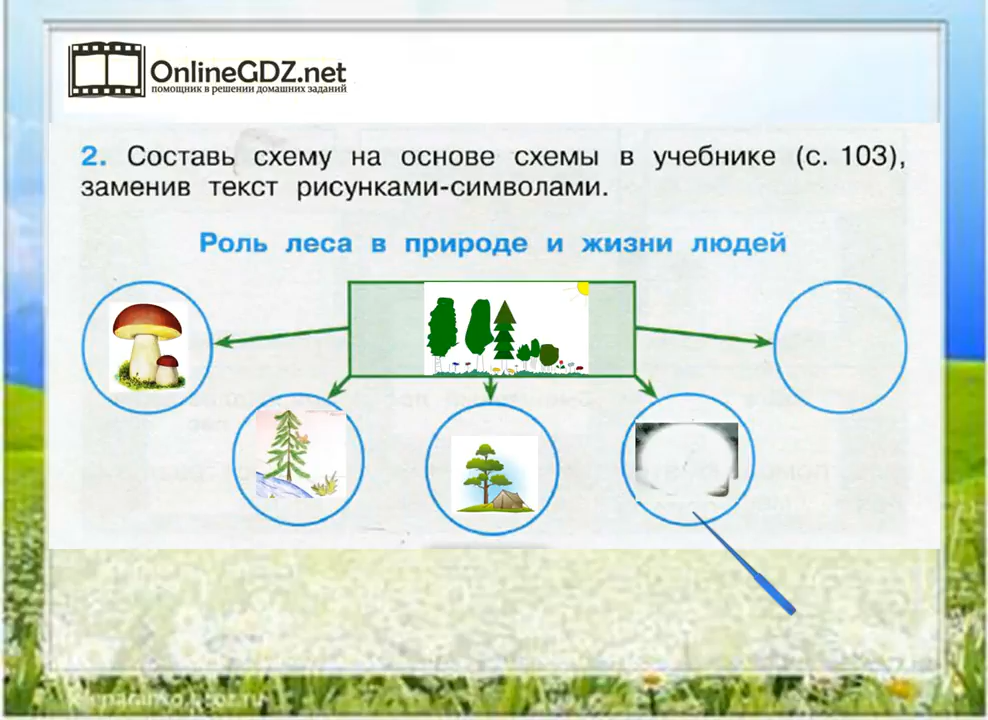 OnlineGDZ.net
помощник в решении домашних заданий
2. Составь схему на основе схемы в учебнике (с. 103),
заменив текст рисунками-символами.
Роль леса в природе и жизни людей